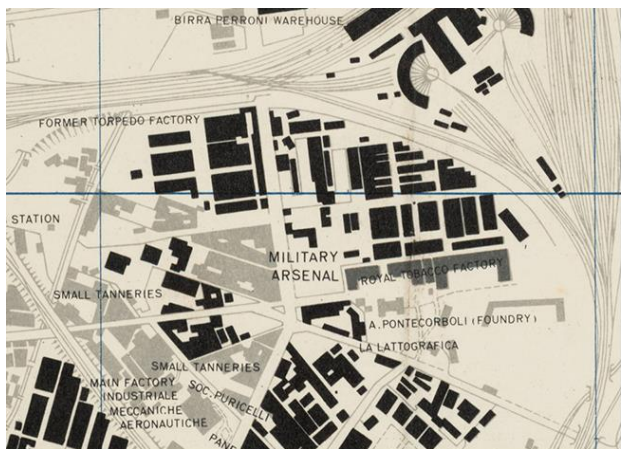 BIRRA PERRONI WAREHOUSE
FORMER TORPEDO FACTORY
STATION
MILITARY
ARSENAL
ROYAL TOBACCO FACTORY
SMALL TANNERIES
A. PONTECORBOLI (FOUNDRY)
LA LATTOGRAFICA
SMALL TANNERIES
MAIN FACTORY
INDUSTRIALE
MECCANICHE
AERONAUTICHE
SOC. PURICELLI